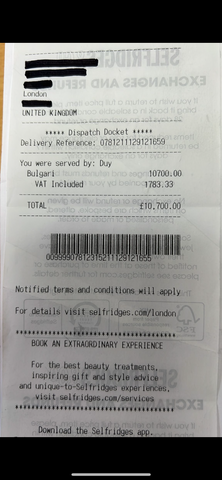 London
UNITED KINGDOM
***** Dispatch Docket *****
Delivery Reference: 0781211129121659
You were served by: Duy
Bulgari 10700.00
VAT Included 1783.33
TOTAL £10,700.00
Notified terms and conditions will apply
For details visit selfridges.com/london
BOOK AN EXTRAORDINARY EXPERIENCE
For the best beauty treatments,
inspiring gift and style advice
and unique-to-Selfridges experiences,
visit selfridges.com/services
Download the Selfridges app.